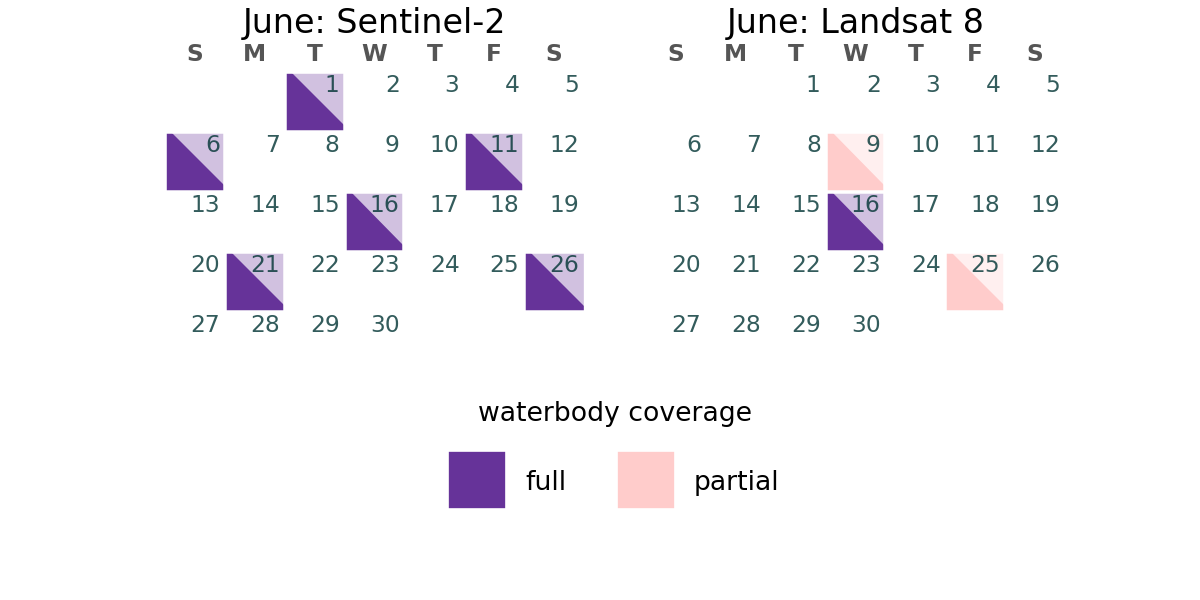 June: Sentinel-2
S M T W T F S
1 2 3 4 5
6 7 8 9 10 11 12
13 14 15 16 17 18 19
20 21 22 23 24 25 26
27 28 29 30
June: Landsat 8
S M T W T F S
1 2 3 4 5
6 7 8 9 10 11 12
13 14 15 16 17 18 19
20 21 22 23 24 25 26
27 28 29 30
waterbody coverage
full
partial